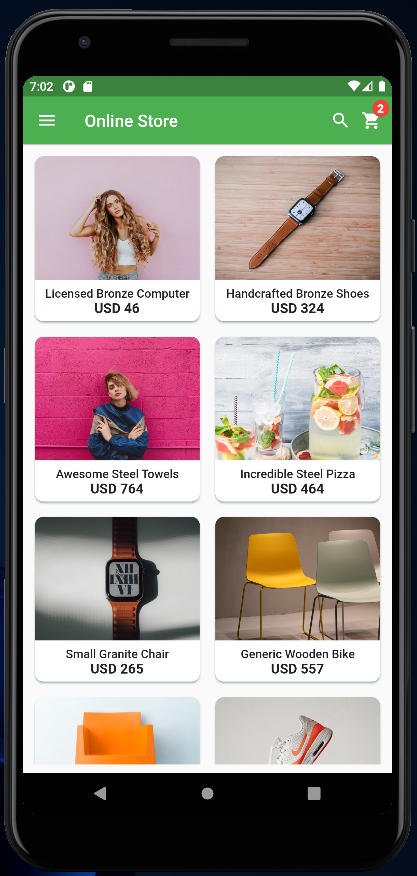 7:02
Online Store
2
Licensed Bronze Computer
USD 46
Handcrafted Bronze Shoes
USD 324
Awesome Steel Towels
USD 764
Incredible Steel Pizza
USD 464
XII
Small Granite Chair
USD 265
Generic Wooden Bike
USD 557